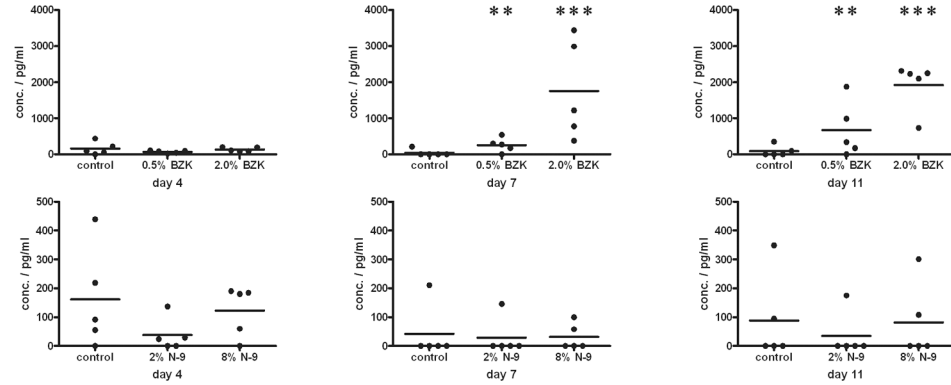 ** *** ** ***
4000 4000 4000
3000 3000 3000
2000 2000 2000
1000 1000 1000
0 0 0
conc. / pg/ml conc. / pg/ml conc. / pg/ml
control 0.5% BZK 2.0% BZK control 0.5% BZK 2.0% BZK control 0.5% BZK 2.0% BZK
day 4 day 7 day 11
500 500 500
400 400 400
300 300 300
200 200 200
100 100 100
0 0 0
conc. / pg/ml conc. / pg/ml conc. / pg/ml
control 2% N-9 8% N-9 control 2% N-9 8% N-9 control 2% N-9 8% N-9
day 4 day 7 day 11